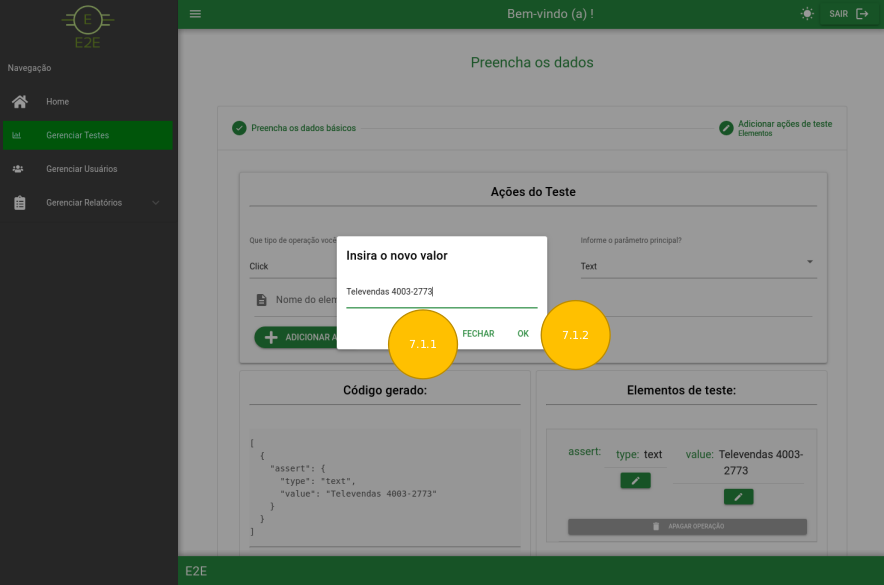 E
E2E
Navegação
Home
Gerenciar Testes
Gerenciar Usuários
Gerenciar Relatórios
Bem-vindo (a) !
SAIR
Preencha os dados
Preencha os dados básicos
Adicionar ações de teste
Elementos
Ações do Teste
Que tipo de operação você
Informe o parâmetro principal?
Click
Text
Nome do elem
ADICIONAR A
Insira o novo valor
Televendas 4003-2773
FECHAR
OK
7.1.1
7.1.2
Código gerado:
[
{
"assert": {
"type": "text",
"value": "Televendas 4003-2773"
}
}
]
Elementos de teste:
assert:
type: text
value: Televendas 4003-
2773
APAGAR OPERAÇÃO
E2E